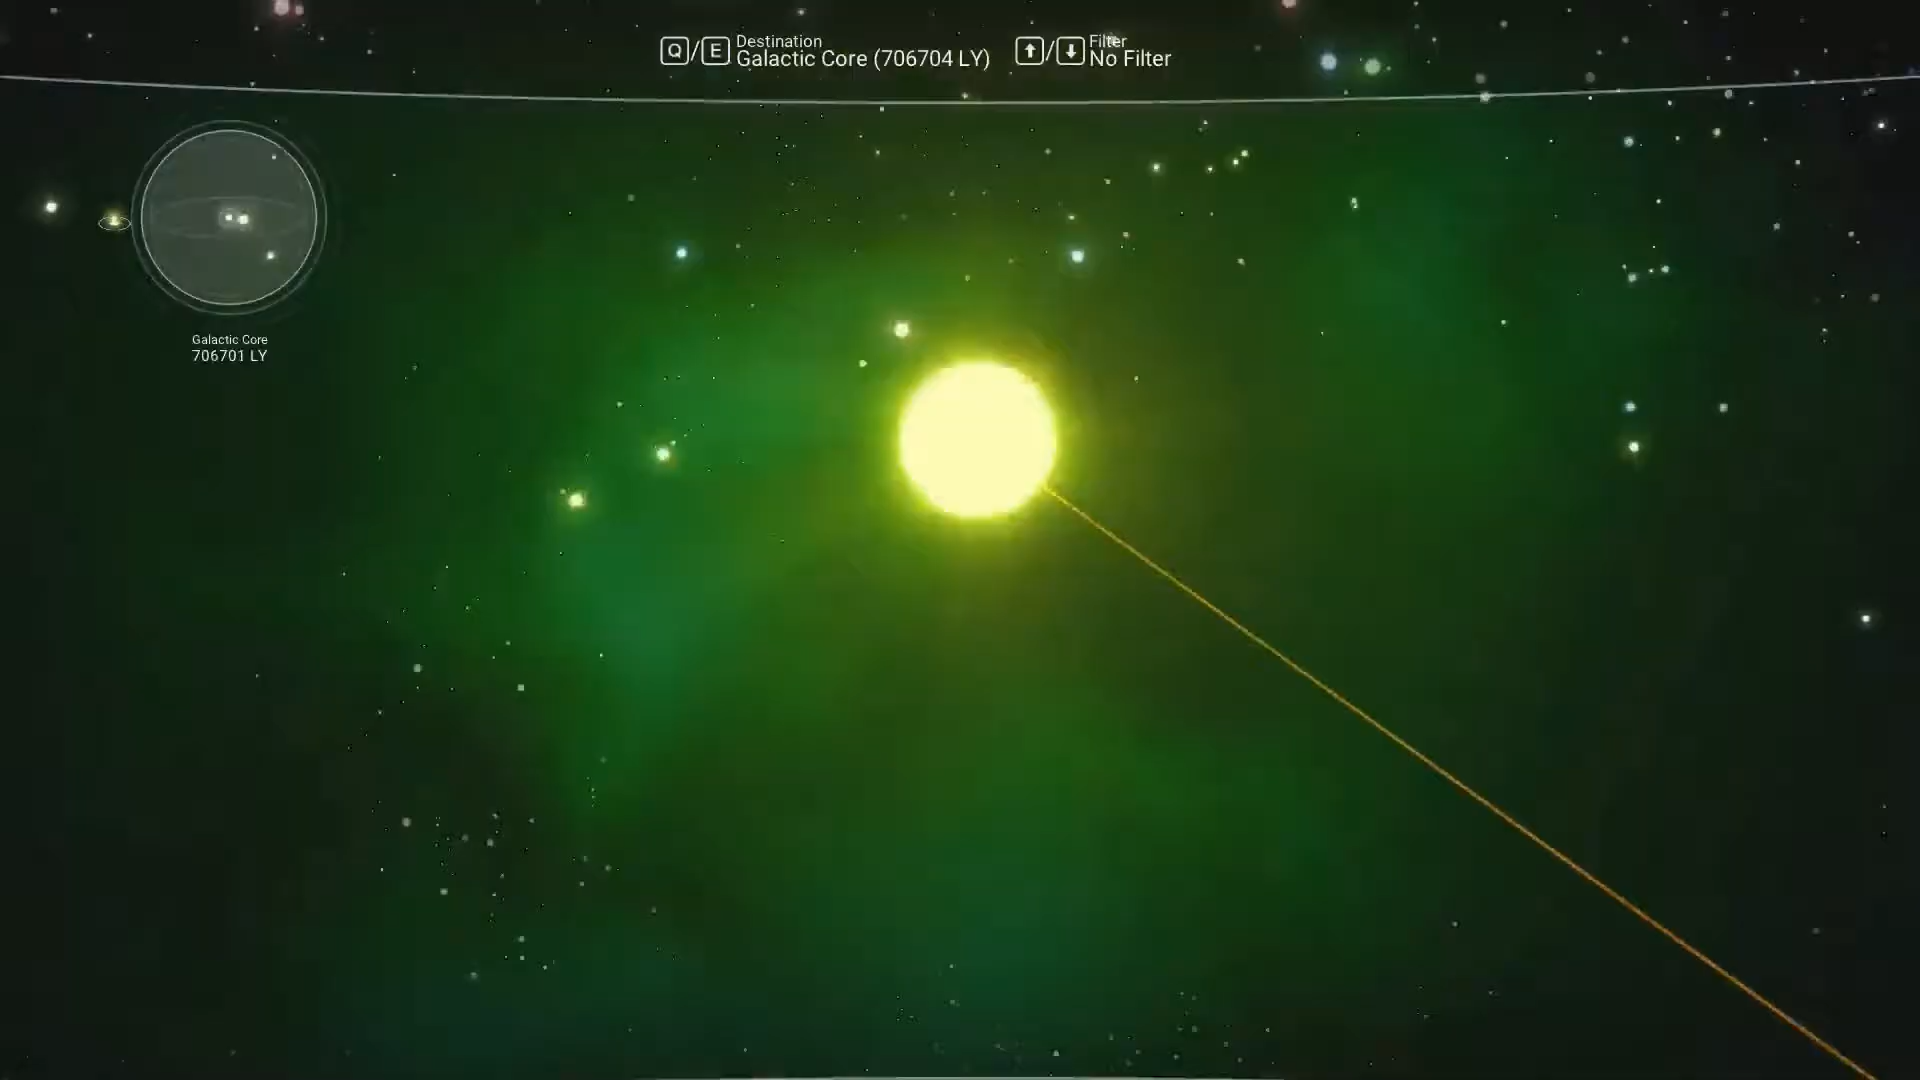 Q/E Destination ↑/↓ Filter
Galactic Core (706704 LY) No Filter
Galactic Core
706701 LY